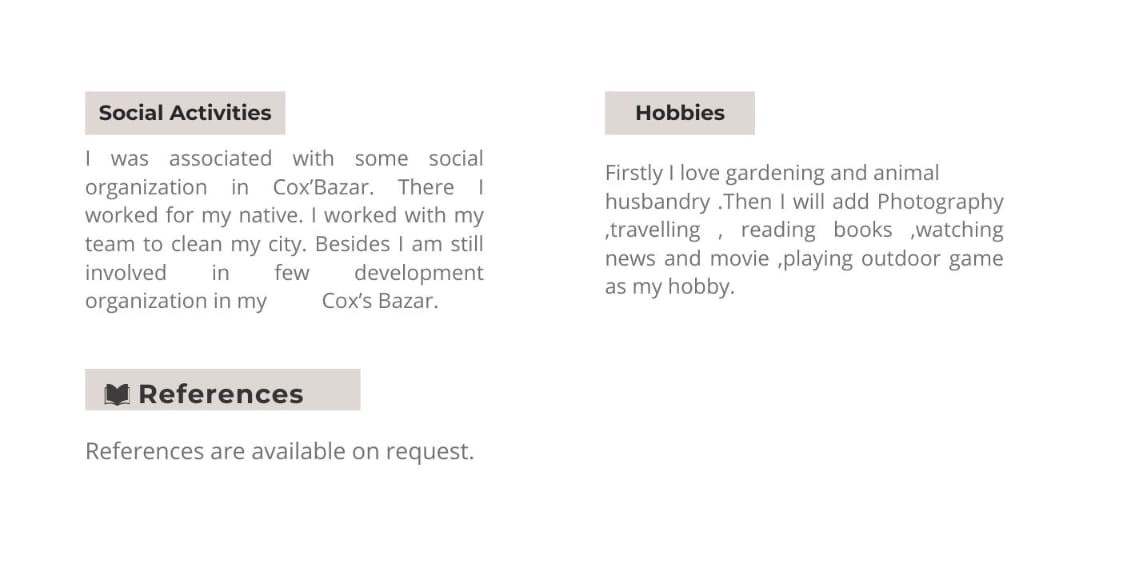 Social Activities
I was associated with some social
organization in Cox’Bazar. There I
worked for my native. I worked with my
team to clean my city. Besides I am still
involved in few development
organization in my Cox’s Bazar.
Hobbies
Firstly I love gardening and animal
husbandry .Then I will add Photography
,travelling , reading books ,watching
news and movie ,playing outdoor game
as my hobby.
References
References are available on request.